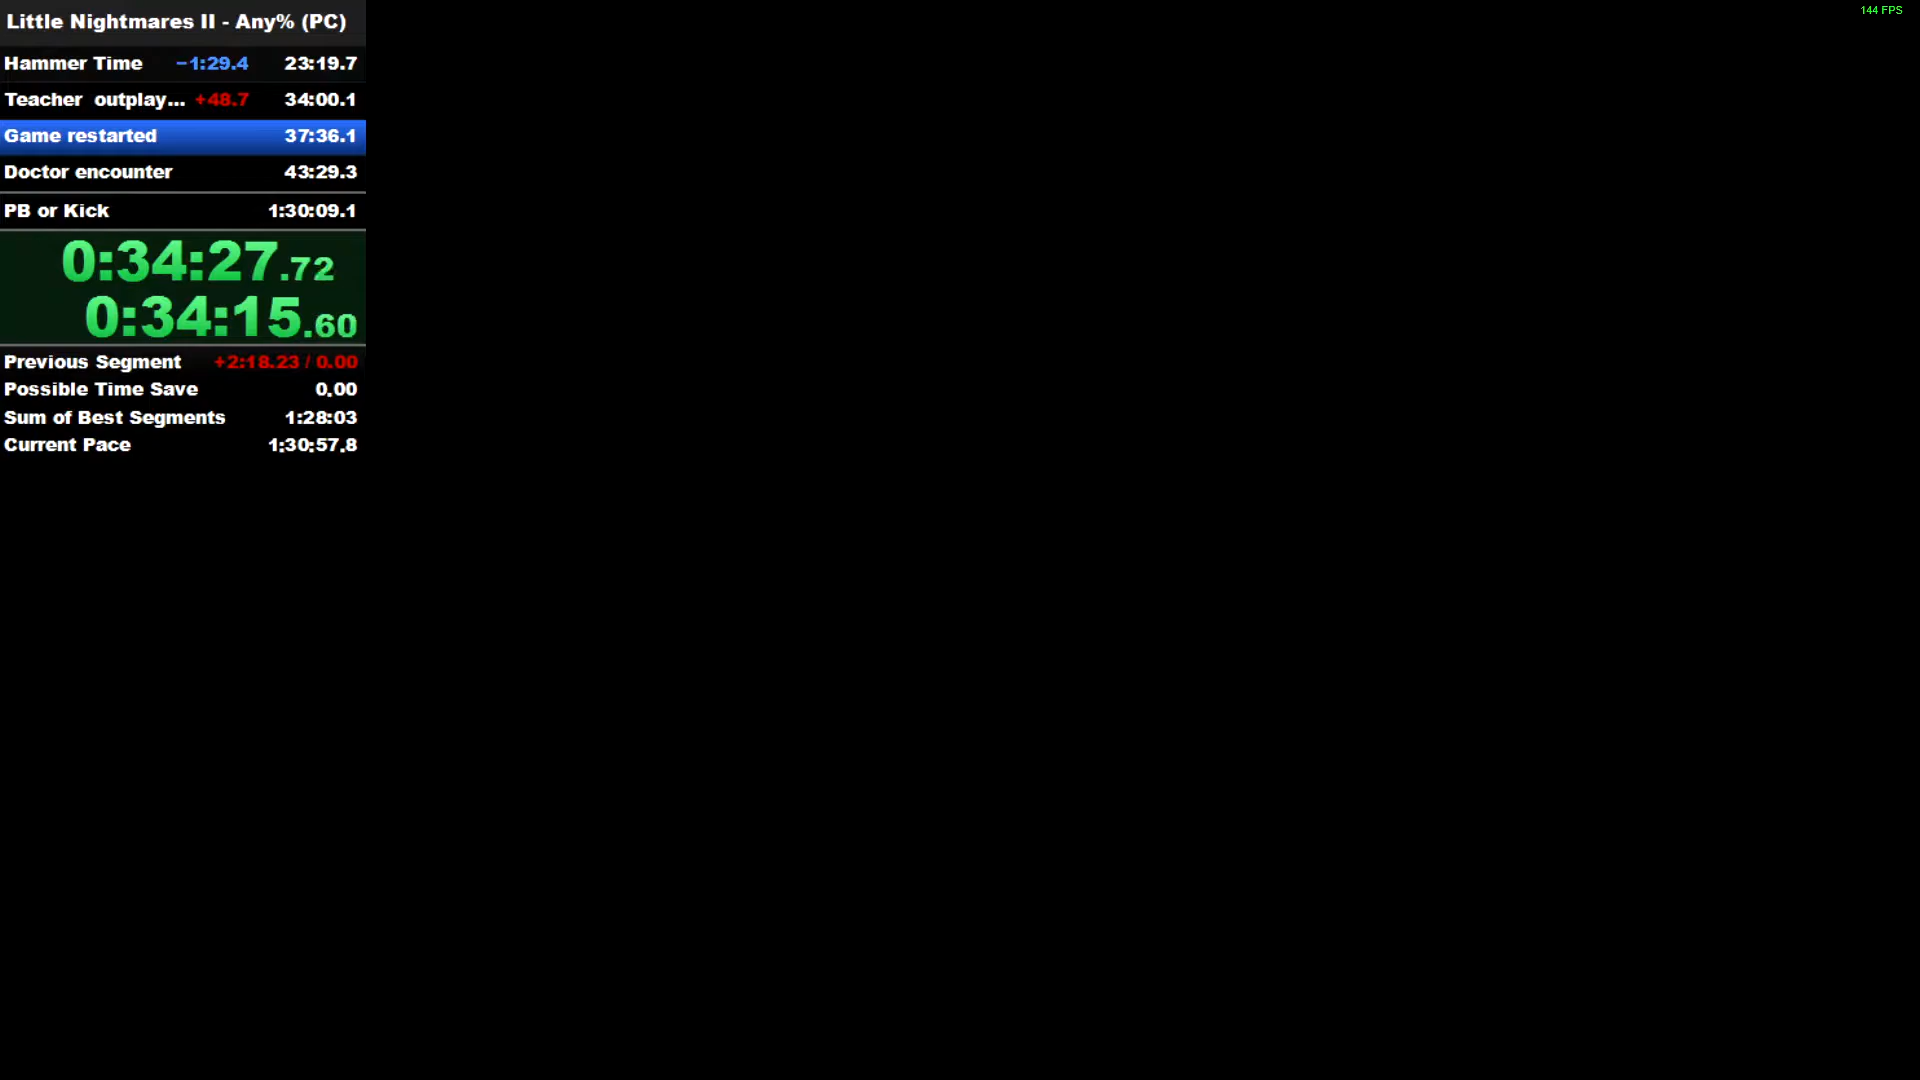 Little Nightmares II - Any% (PC)
144 FPS
Hammer Time −1:29.4 23:19.7
Teacher outplay... +48.7 34:00.1
Game restarted 37:36.1
Doctor encounter 43:29.3
PB or Kick 1:30:09.1
0:34:27.72
0:34:15.60
Previous Segment +2:18.23 / 0.00
Possible Time Save 0.00
Sum of Best Segments 1:28:03
Current Pace 1:30:57.8